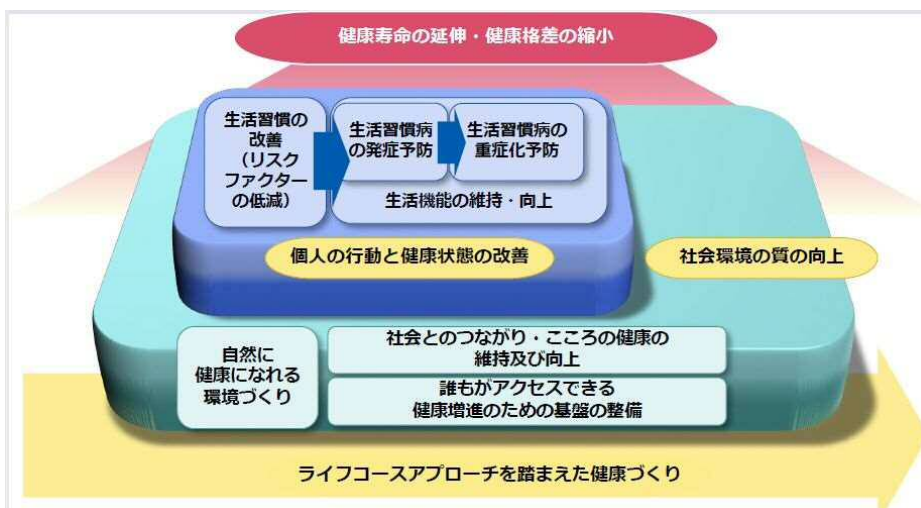 健康寿命の延伸・健康格差の縮小
生活習慣の
改善
（リスク
ファクター
の低減）
生活習慣病
の発症予防
生活習慣病の
重症化予防
生活機能の維持・向上
個人の行動と健康状態の改善
社会環境の質の向上
自然に
健康になれる
環境づくり
社会とのつながり・こころの健康の
維持及び向上
誰もがアクセスできる
健康増進のための基盤の整備
ライフコースアプローチを踏まえた健康づくり